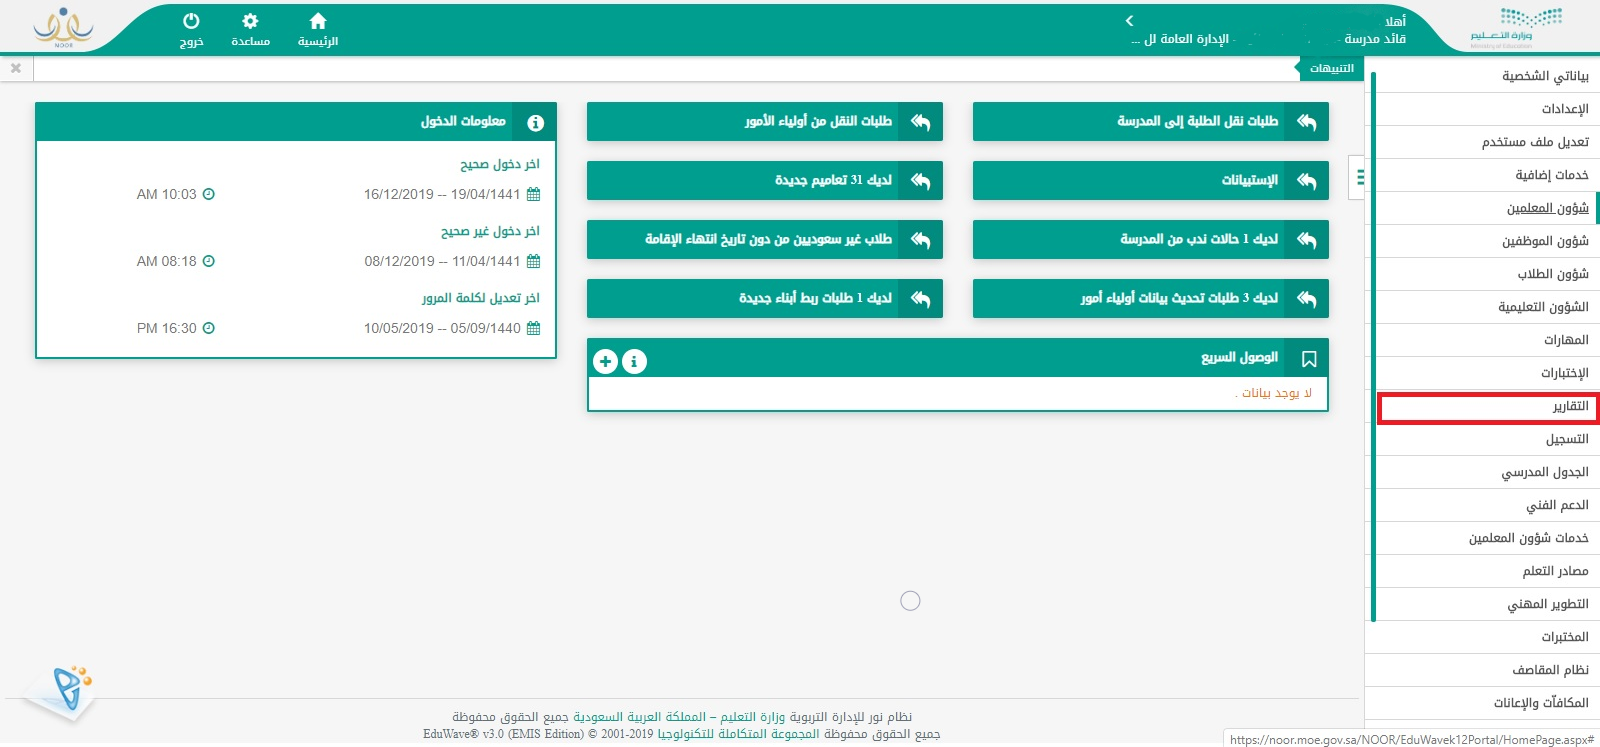 وزارة التعليم
Ministry of Education
أهلا
قائد مدرسة
- الإدارة العامة لل ...
الرئيسية
مساعدة
خروج
NOOR
التنبيهات
بياناتي الشخصية
الإعدادات
تعديل ملف مستخدم
خدمات إضافية
شؤون المعلمين
شؤون الموظفين
شؤون الطلاب
الشؤون التعليمية
المهارات
الإختبارات
التقارير
التسجيل
الجدول المدرسي
الدعم الفني
خدمات شؤون المعلمين
مصادر التعلم
التطوير المهني
المختبرات
نظام المقاصف
المكافآت والإعانات
طلبات نقل الطلبة إلى المدرسة
طلبات النقل من أولياء الأمور
الإستبيانات
لديك 31 تعاميم جديدة
لديك 1 حالات ندب من المدرسة
طلاب غير سعوديين من دون تاريخ انتهاء الإقامة
لديك 3 طلبات تحديث بيانات أولياء أمور
لديك 1 طلبات ربط أبناء جديدة
الوصول السريع
لا يوجد بيانات .
معلومات الدخول
اخر دخول صحيح
16/12/2019 -- 19/04/1441
10:03 AM
اخر دخول غير صحيح
08/12/2019 -- 11/04/1441
08:18 AM
اخر تعديل لكلمة المرور
10/05/2019 -- 05/09/1440
16:30 PM
نظام نور للإدارة التربوية وزارة التعليم – المملكة العربية السعودية جميع الحقوق محفوظة
جميع الحقوق محفوظة المجموعة المتكاملة للتكنولوجيا EduWave® v3.0 (EMIS Edition) © 2001-2019
https://noor.moe.gov.sa/NOOR/EduWavek12Portal/HomePage.aspx#